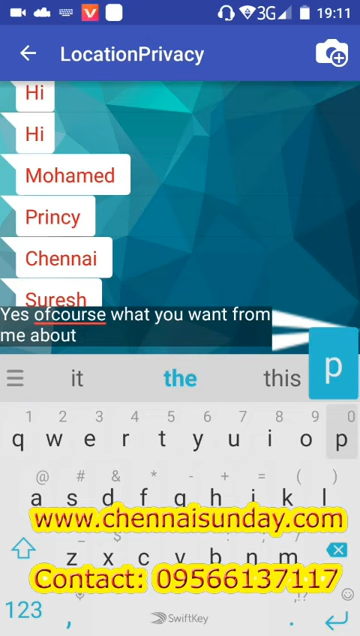 3G 19:11
LocationPrivacy
Hi
Hi
Mohamed
Princy
Chennai
Suresh
Yes ofcourse what you want from
me about
it the this
p
1 2 3 4 5 6 7 8 9 0
q w e r t y u i o p
@ # & * - + = ( )
a s d f g h j k l
www.chennaisunday.com
z x c v b n m
Contact: 09566137117
123 , SwiftKey . ,!?